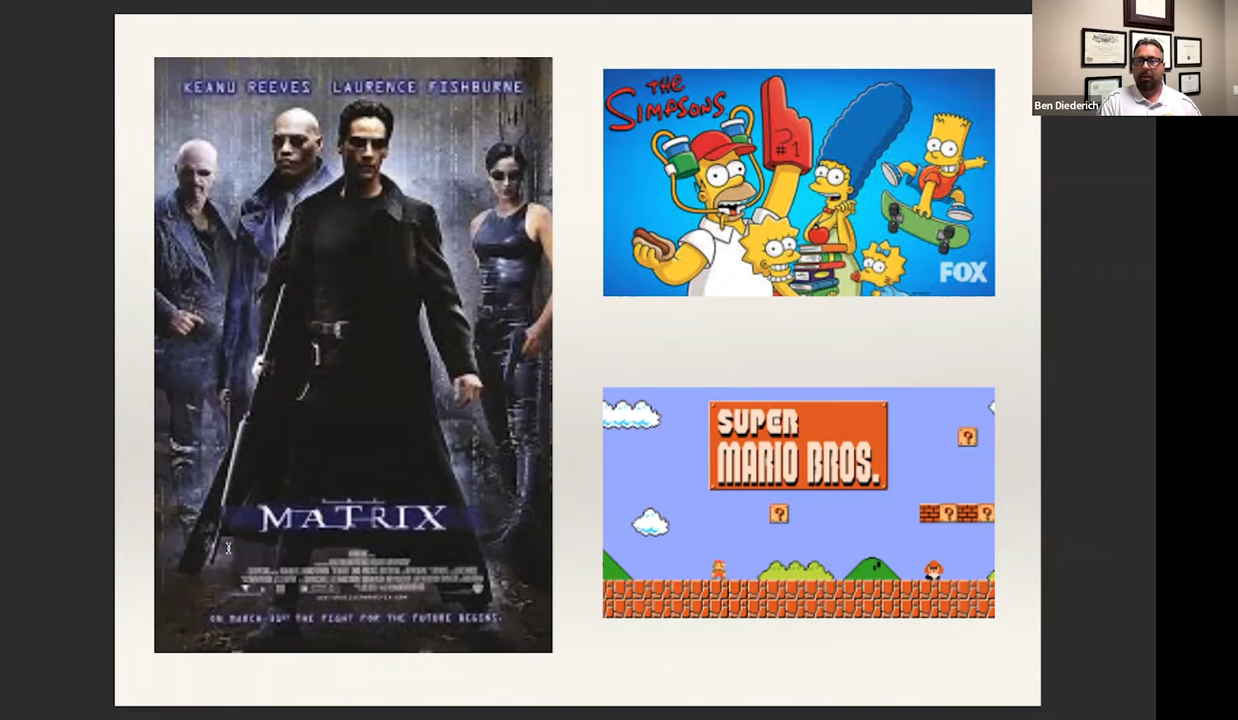 KEANU REEVES LAURENCE FISHBURNE
MATRIX
ON MARCH 31ST THE FIGHT FOR THE FUTURE BEGINS.
THE
SIMPSONS
#1
FOX
SUPER
MARIO BROS.
?
?
? ?
Ben Diederich